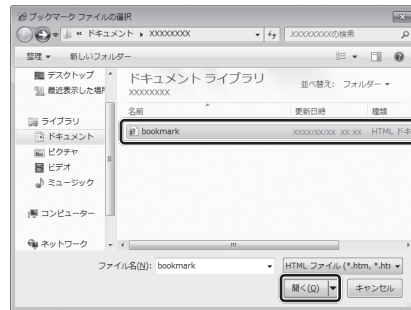 ブックマーク ファイルの選択
« ドキュメント ▸ XXXXXXXX
XXXXXXXXの検索
整理 ▼ 新しいフォルダー
デスクトップ
最近表示した場所
ライブラリ
ドキュメント
ピクチャ
ビデオ
ミュージック
コンピューター
ネットワーク
ドキュメント ライブラリ
XXXXXXXX
並べ替え: フォルダー ▼
名前 更新日時 種類
bookmark XXXX/XX/XX XX:XX HTML ドキ
ファイル名(N): bookmark
HTML ファイル (*.htm, *.htı
開く(O) キャンセル